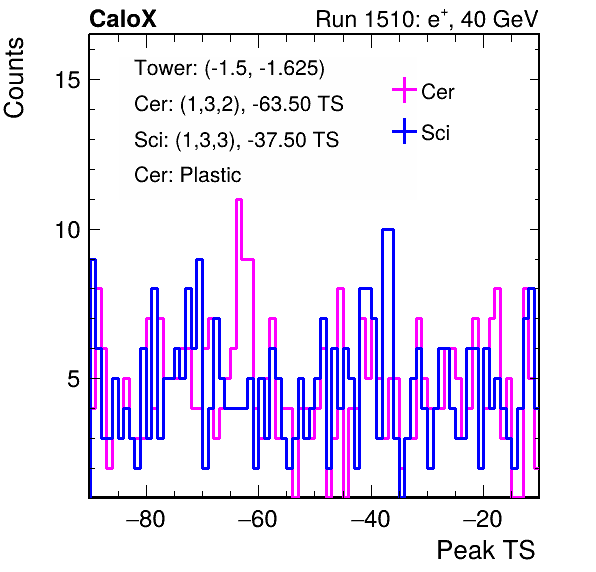 CaloX Run 1510: e⁺, 40 GeV
Counts
Tower: (-1.5, -1.625)
Cer: (1,3,2), -63.50 TS
Sci: (1,3,3), -37.50 TS
Cer: Plastic
Cer
Sci
15
10
5
−80 −60 −40 −20
Peak TS